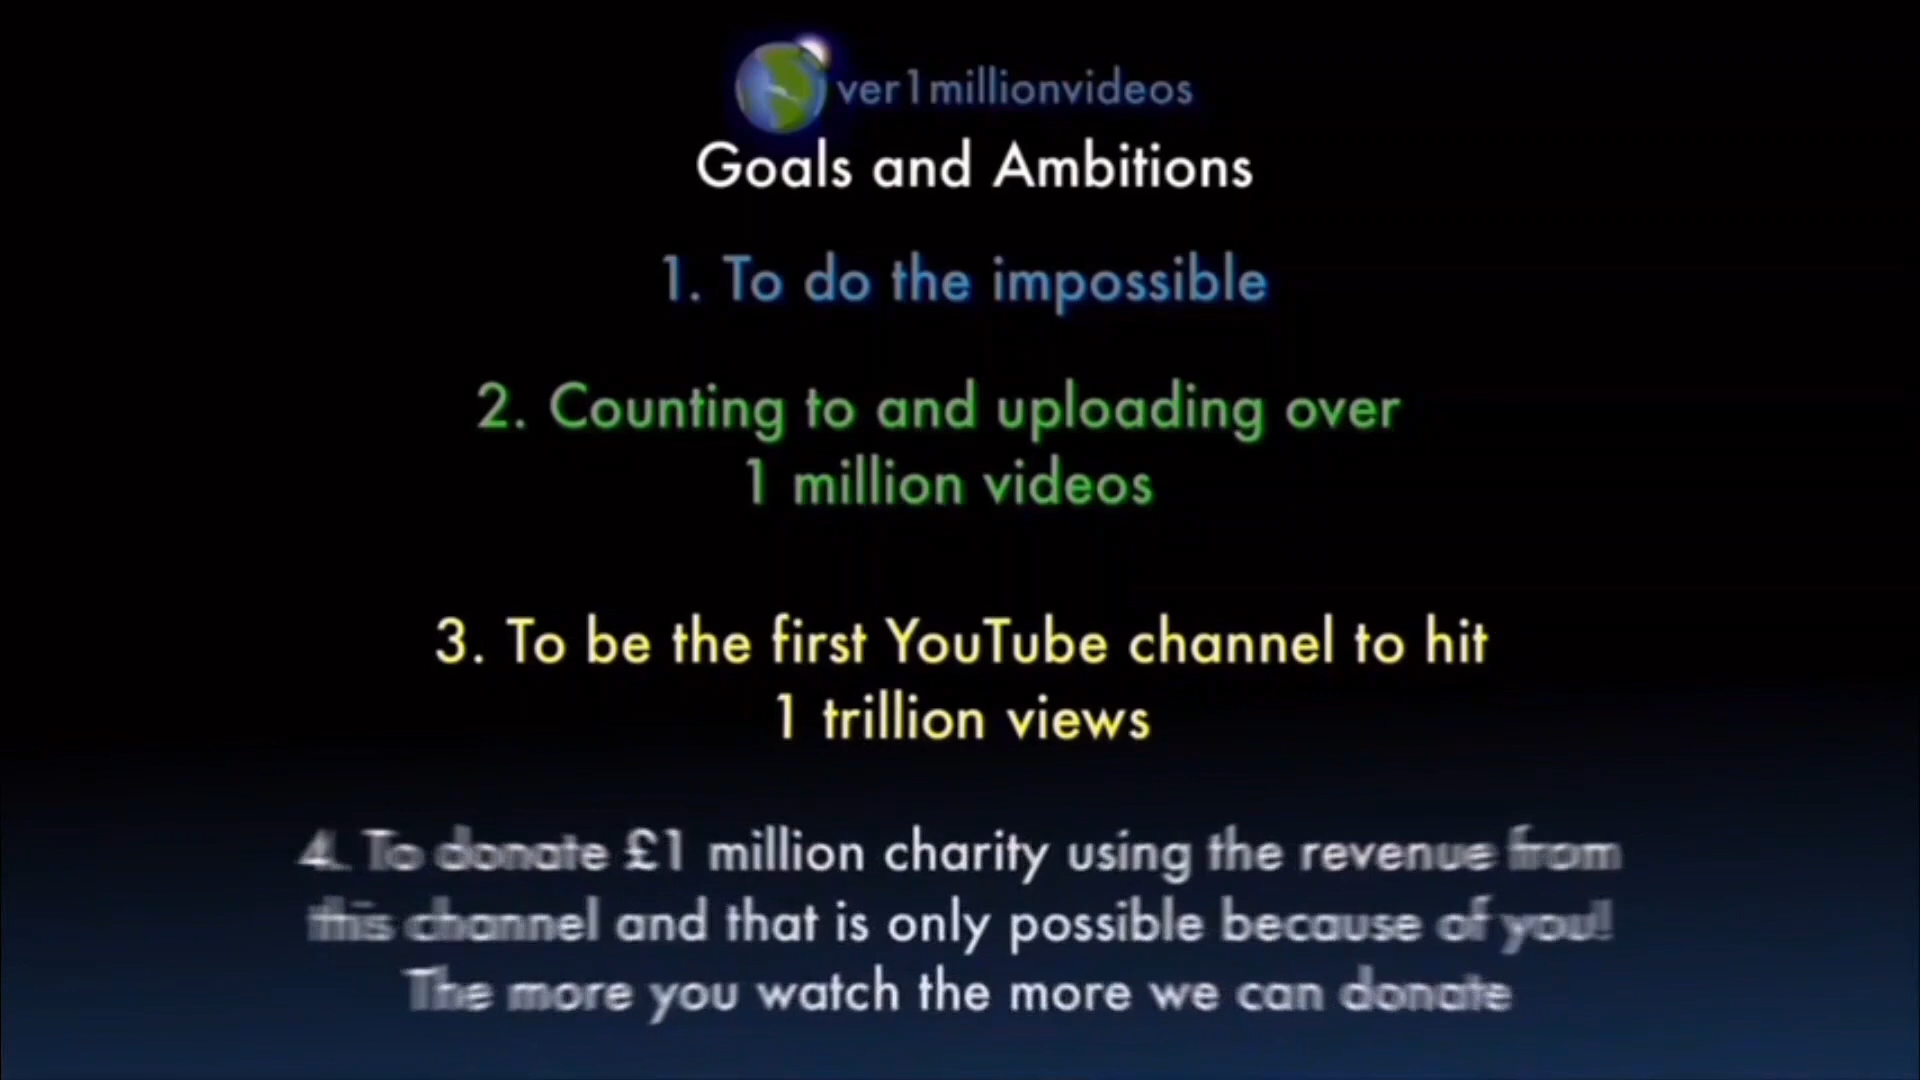 ver1millionvideos
Goals and Ambitions
1. To do the impossible
2. Counting to and uploading over
1 million videos
3. To be the first YouTube channel to hit
1 trillion views
4. To donate £1 million charity using the revenue from
this channel and that is only possible because of you!
The more you watch the more we can donate